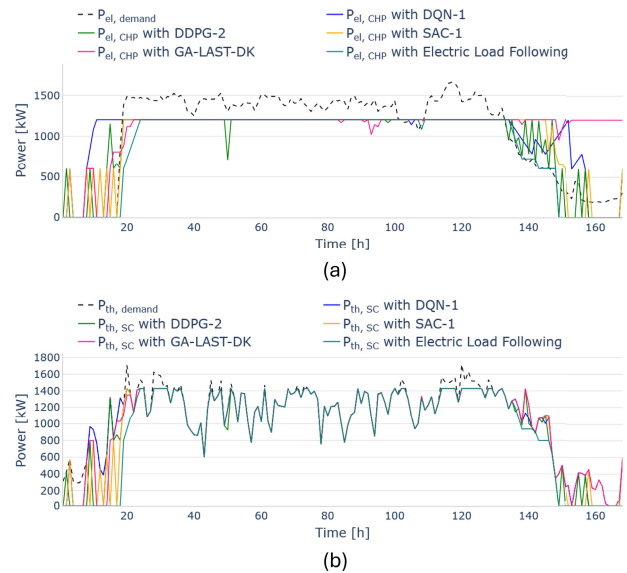 P_el, demand
P_el, CHP with DQN-1
P_el, CHP with DDPG-2
P_el, CHP with SAC-1
P_el, CHP with GA-LAST-DK
P_el, CHP with Electric Load Following
Power [kW]
1500
1000
500
0
20 40 60 80 100 120 140 160
Time [h]
(a)
P_th, demand
P_th, SC with DQN-1
P_th, SC with DDPG-2
P_th, SC with SAC-1
P_th, SC with GA-LAST-DK
P_th, SC with Electric Load Following
Power [kW]
1800
1600
1400
1200
1000
800
600
400
200
0
20 40 60 80 100 120 140 160
Time [h]
(b)